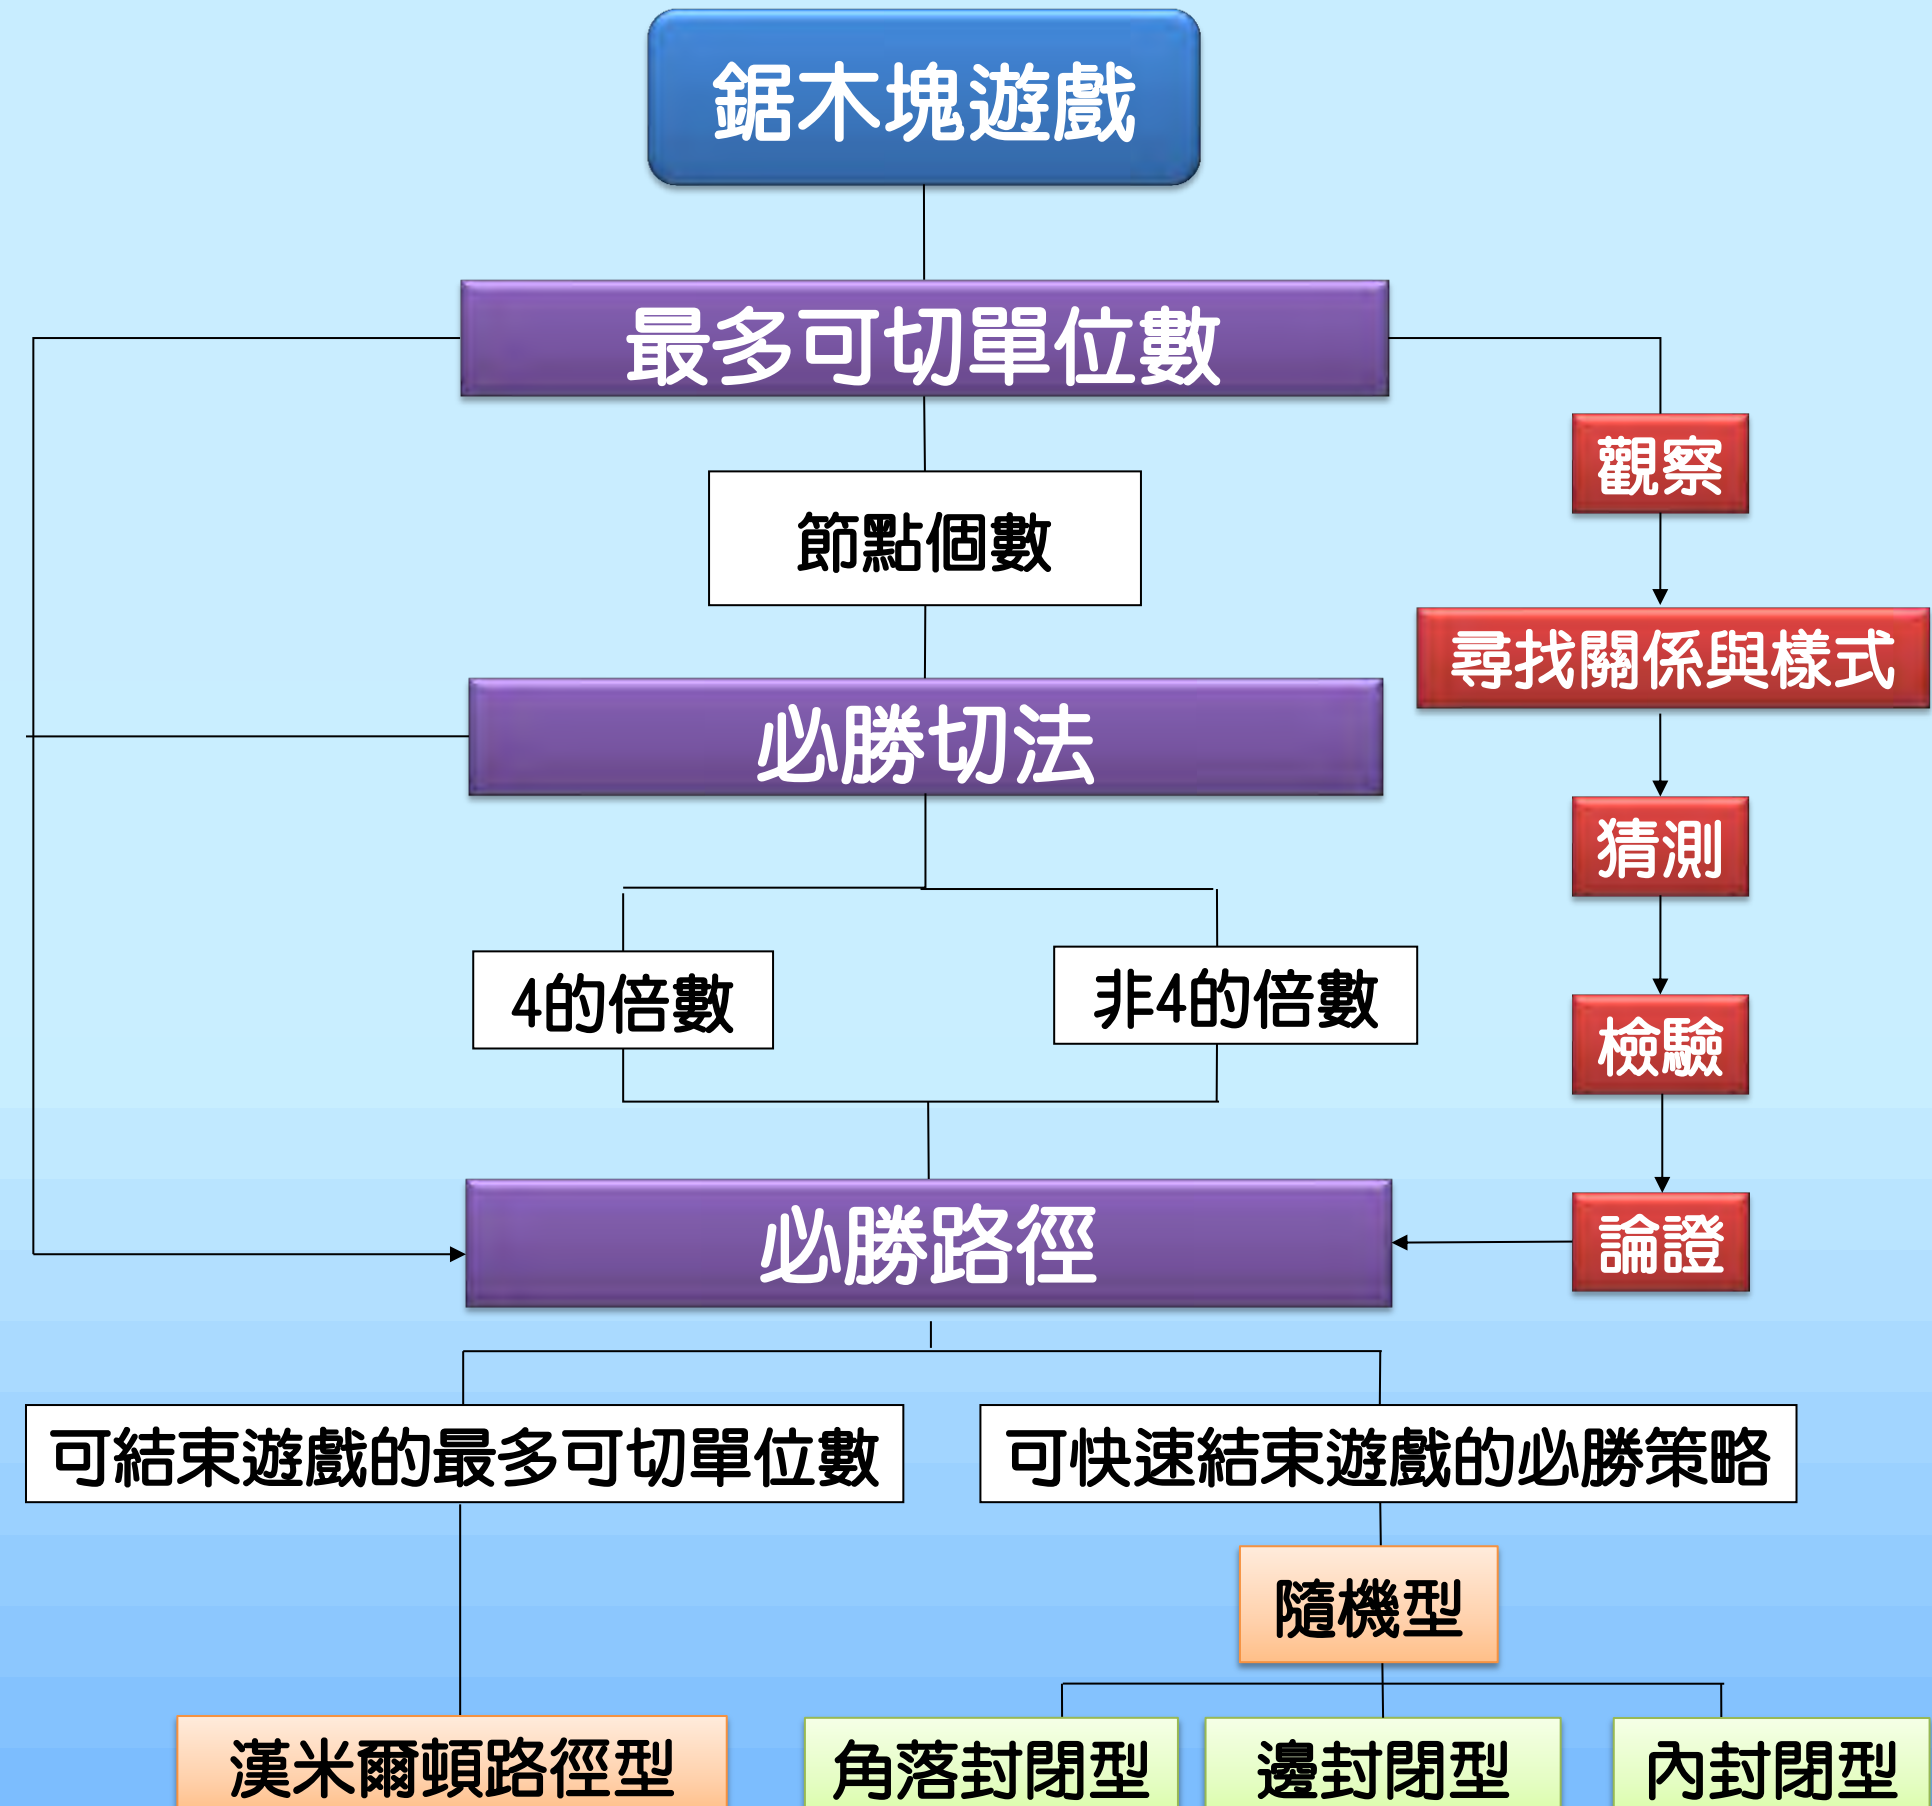 鋸木塊遊戲
最多可切單位數
觀察
節點個數
尋找關係與樣式
必勝切法
猜測
4的倍數
非4的倍數
檢驗
必勝路徑
論證
可結束遊戲的最多可切單位數
可快速結束遊戲的必勝策略
隨機型
漢米爾頓路徑型
角落封閉型
邊封閉型
內封閉型